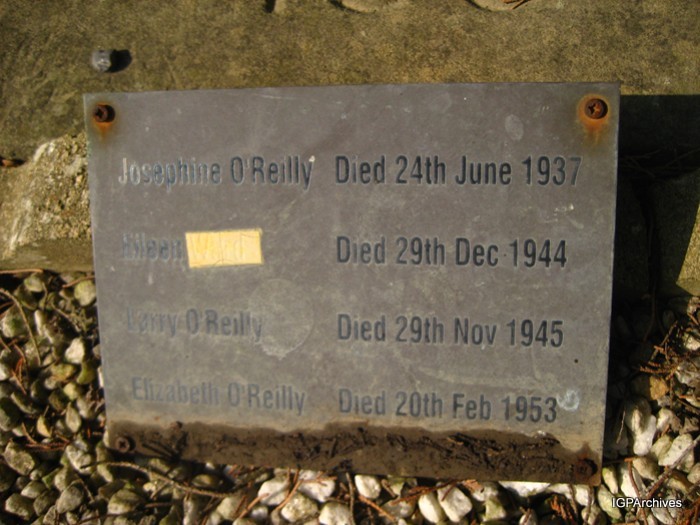 Josephine O'Reilly Died 24th June 1937
Eileen Died 29th Dec 1944
Larry O'Reilly Died 29th Nov 1945
Elizabeth O'Reilly Died 20th Feb 1953
IGPArchives